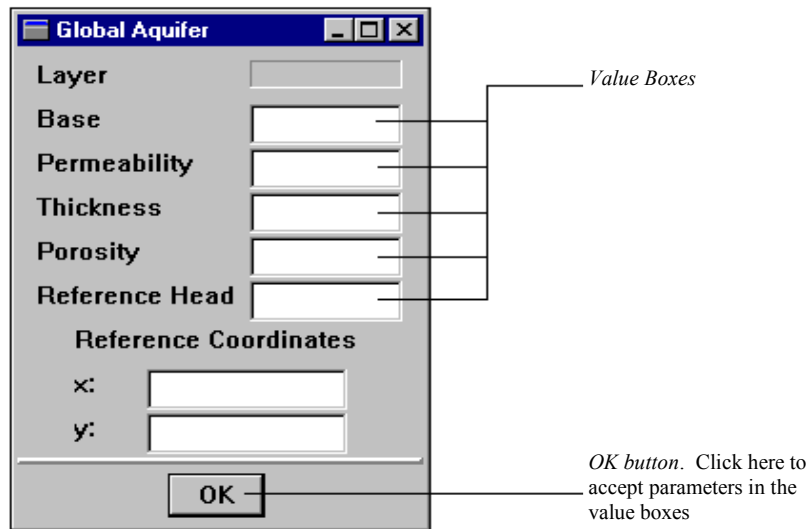 Global Aquifer
Layer
Value Boxes
Base
Permeability
Thickness
Porosity
Reference Head
Reference Coordinates
x:
y:
OK button. Click here to
accept parameters in the
value boxes
OK